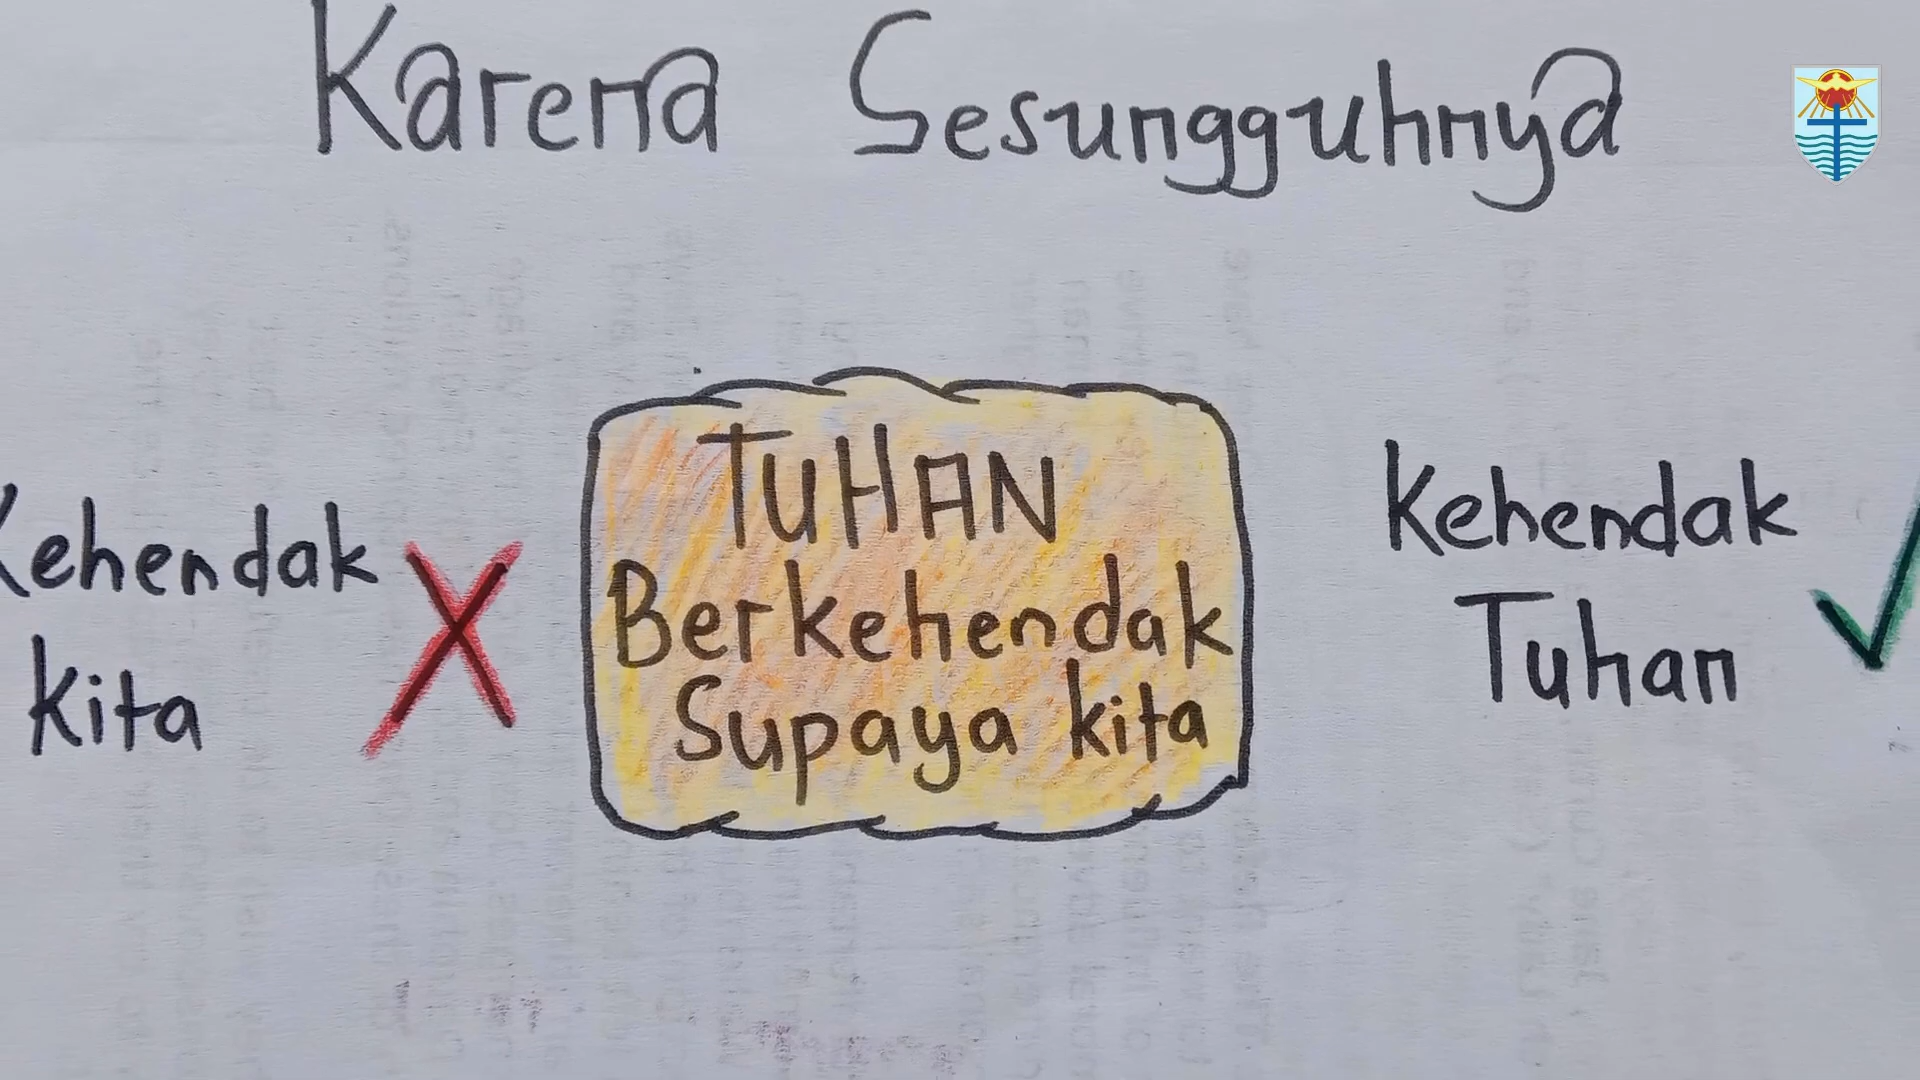 Karena Sesungguhnya
Kehendak
kita
TUHAN
Berkehendak
Supaya kita
Kehendak
Tuhan